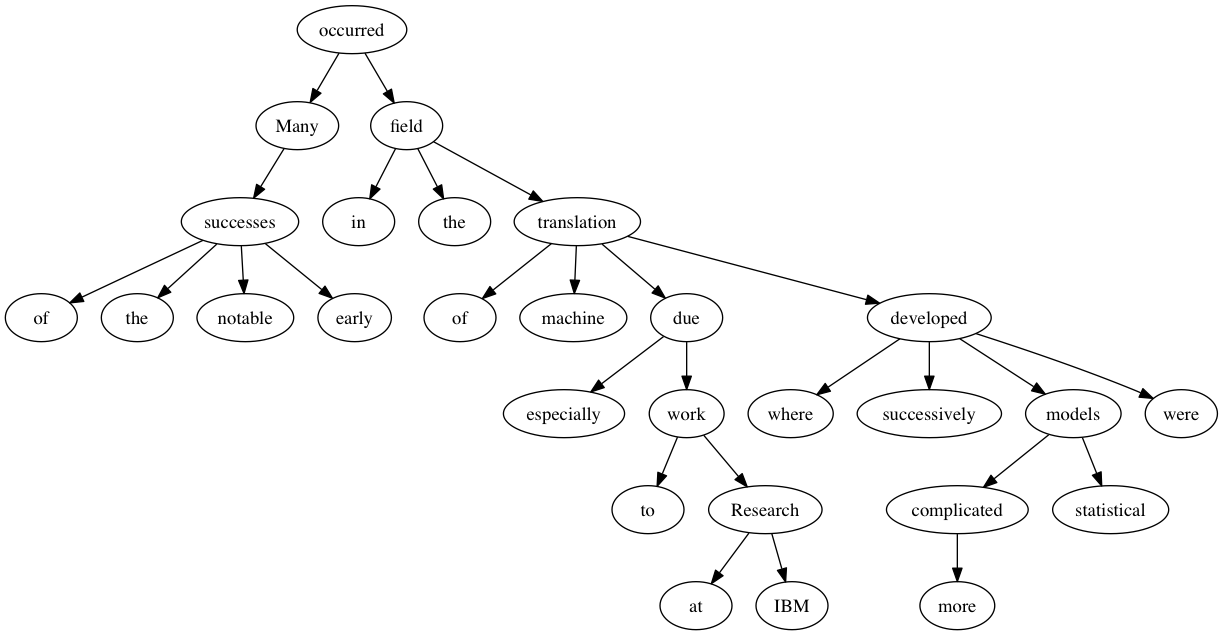 occurred
Many field
successes in the translation
of the notable early of machine due developed
especially work where successively models were
to Research complicated statistical
at IBM more